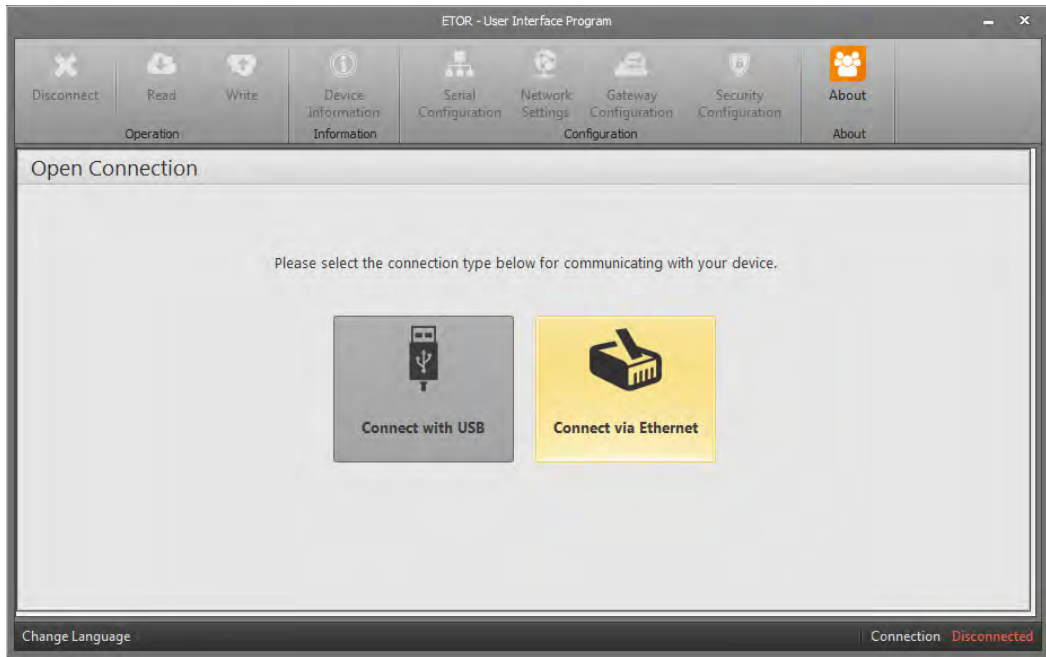 ETOR - User Interface Program
Disconnect
Read
Write
Operation
Device
Information
Information
Serial
Configuration
Network
Settings
Gateway
Configuration
Security
Configuration
Configuration
About
About
Open Connection
Please select the connection type below for communicating with your device.
Connect with USB
Connect via Ethernet
Change Language
Connection Disconnected